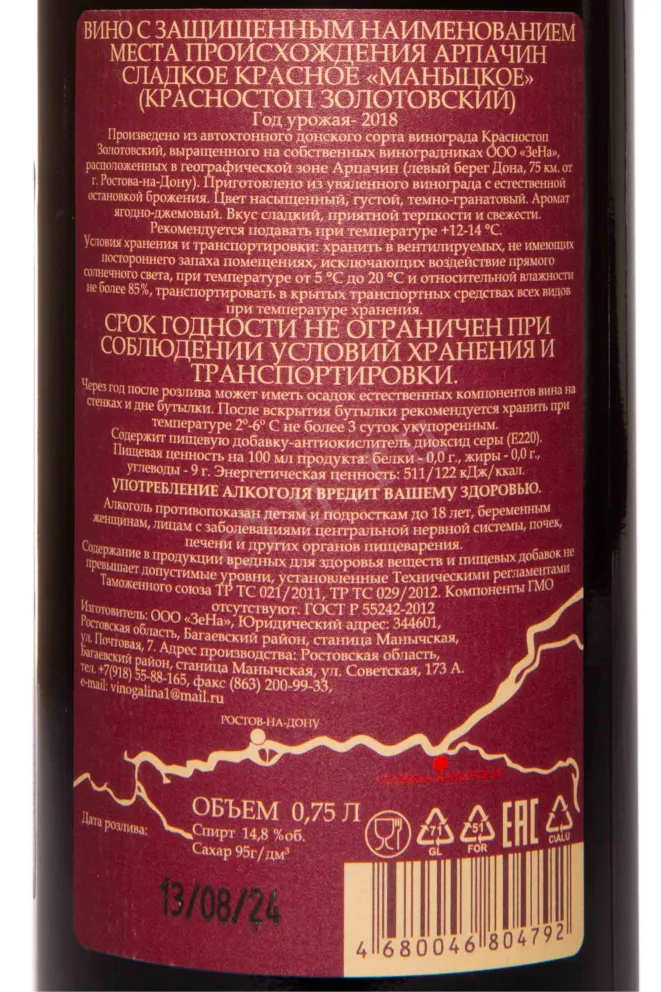 ВИНО С ЗАЩИЩЕННЫМ НАИМЕНОВАНИЕМ
МЕСТА ПРОИСХОЖДЕНИЯ АРПАЧИН
СЛАДКОЕ КРАСНОЕ «МАНЫЦКОЕ»
(КРАСНОСТОП ЗОЛОТОВСКИЙ)
Год урожая- 2018
Произведено из автохтонного донского сорта винограда Красностоп
Золотовский, выращенного на собственных виноградниках ООО «ЗеНа»,
расположенных в географической зоне Арпачин (левый берег Дона, 75 км. от
г. Ростова-на-Дону). Приготовлено из увяленного винограда с естественной
остановкой брожения. Цвет насыщенный, густой, темно-гранатовый. Аромат
ягодно-джемовый. Вкус сладкий, приятной терпкости и свежести.
Рекомендуется подавать при температуре +12-14 °C.
Условия хранения и транспортировки: хранить в вентилируемых, не имеющих
постороннего запаха помещениях, исключающих воздействие прямого
солнечного света, при температуре от 5 °C до 20 °C и относительной влажности
не более 85%, транспортировать в крытых транспортных средствах всех видов
при температуре хранения.
СРОК ГОДНОСТИ НЕ ОГРАНИЧЕН ПРИ
СОБЛЮДЕНИИ УСЛОВИЙ ХРАНЕНИЯ И
ТРАНСПОРТИРОВКИ.
Через год после розлива может иметь осадок естественных компонентов вина на
стенках и дне бутылки. После вскрытия бутылки рекомендуется хранить при
температуре 2°-6° С не более 3 суток укупоренным.
Содержит пищевую добавку-антиокислитель диоксид серы (Е220).
Пищевая ценность на 100 мл продукта: белки - 0,0 г., жиры - 0,0 г.,
углеводы - 9 г. Энергетическая ценность: 511/122 кДж/ккал.
УПОТРЕБЛЕНИЕ АЛКОГОЛЯ ВРЕДИТ ВАШЕМУ ЗДОРОВЬЮ.
Алкоголь противопоказан детям и подросткам до 18 лет, беременным
женщинам, лицам с заболеваниями центральной нервной системы, почек,
печени и других органов пищеварения.
Содержание в продукции вредных для здоровья веществ и пищевых добавок не
превышает допустимые уровни, установленные Техническими регламентами
Таможенного союза ТР ТС 021/2011, ТР ТС 029/2012. Компоненты ГМО
отсутствуют. ГОСТ Р 55242-2012
Изготовитель: ООО «ЗеНа», Юридический адрес: 344601,
Ростовская область, Багаевский район, станица Манычская,
ул. Почтовая, 7. Адрес производства: Ростовская область,
Багаевский район, станица Манычская, ул. Советская, 173 А.
тел. +7(918) 55-88-165, факс (863) 200-99-33,
e-mail: vinogalina1@mail.ru
РОСТОВ-НА-ДОНУ
СТАНИЦА МАНЫЧСКАЯ
ОБЪЕМ 0,75 Л
Дата розлива:
Спирт 14,8 %об.
Сахар 95г/дм³
71
GL
51
FOR
EAC
C/ALU
13/08/24
4 680046 804792